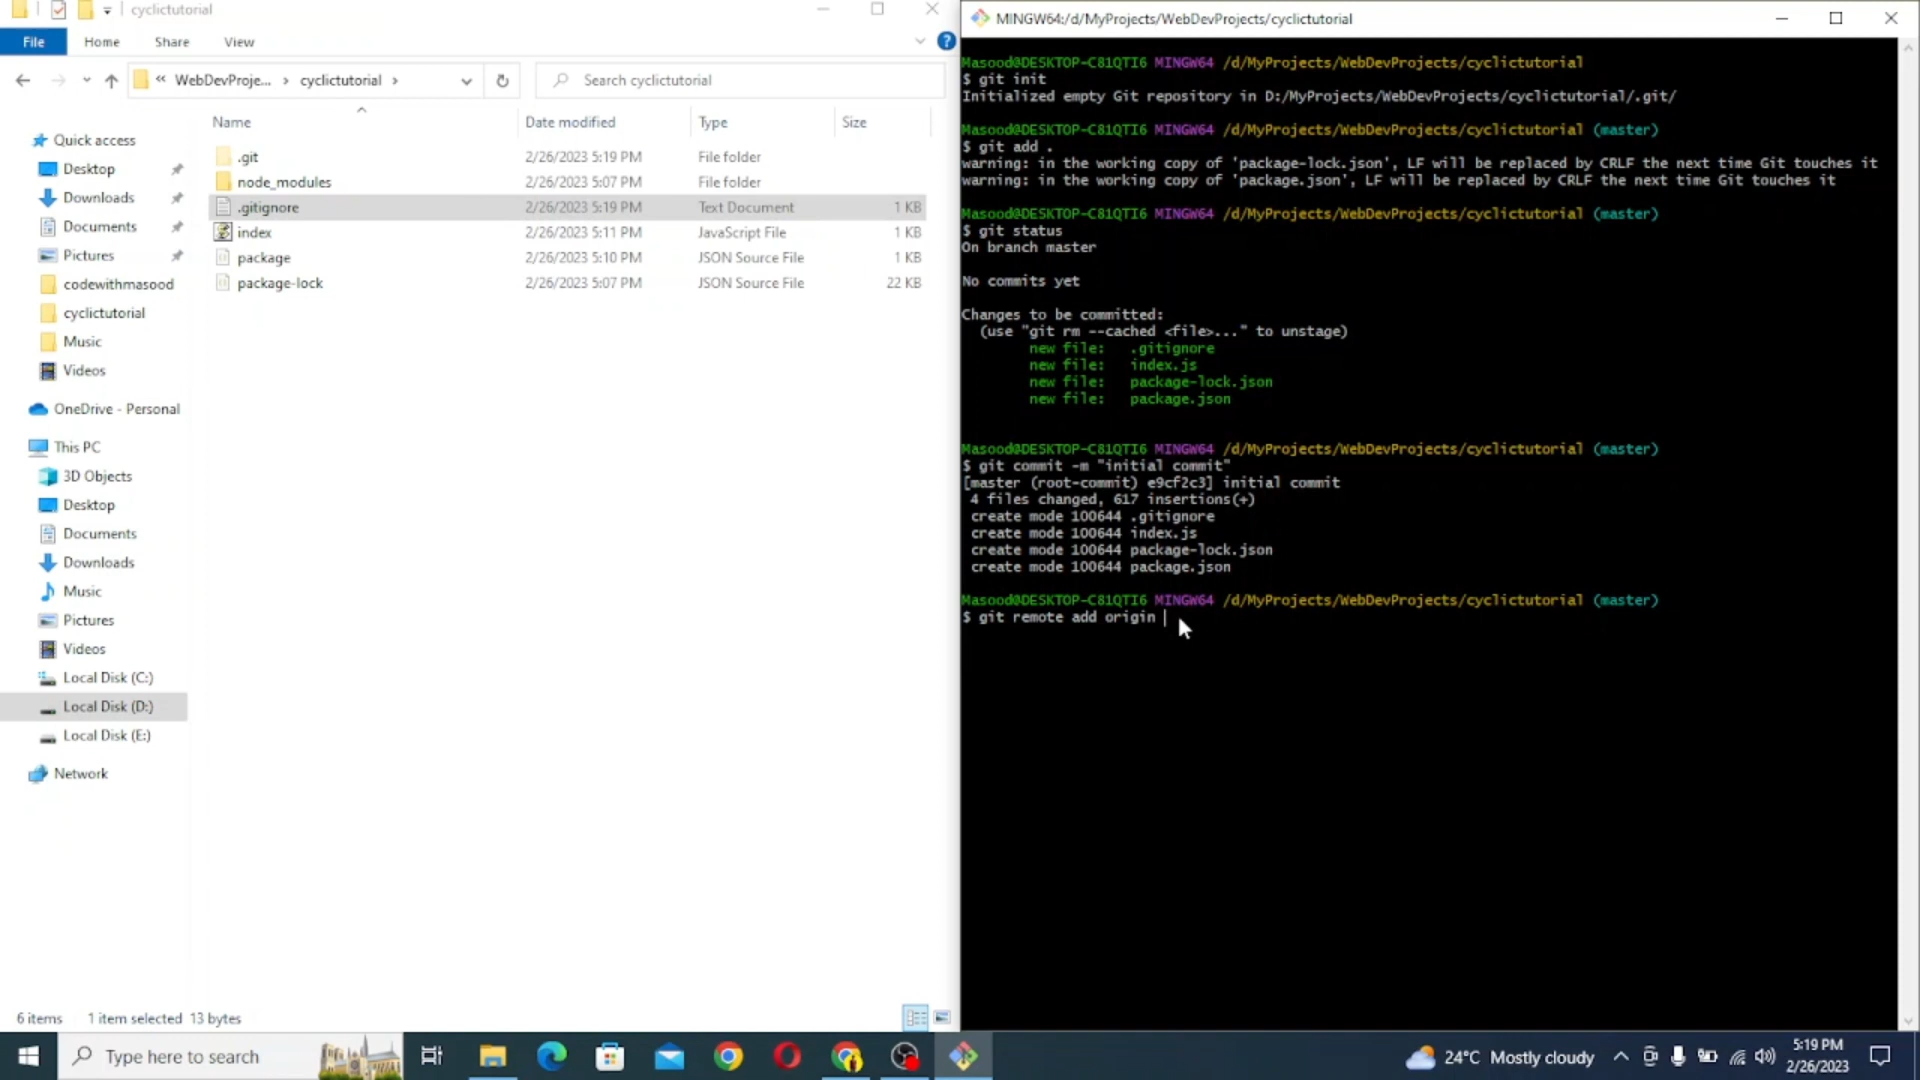 cyclictutorial
File Home Share View
« WebDevProje... › cyclictutorial ›
Search cyclictutorial
Name Date modified Type Size
.git 2/26/2023 5:19 PM File folder
node_modules 2/26/2023 5:07 PM File folder
.gitignore 2/26/2023 5:19 PM Text Document 1 KB
index 2/26/2023 5:11 PM JavaScript File 1 KB
package 2/26/2023 5:10 PM JSON Source File 1 KB
package-lock 2/26/2023 5:07 PM JSON Source File 22 KB
Quick access
Desktop
Downloads
Documents
Pictures
codewithmasood
cyclictutorial
Music
Videos
OneDrive - Personal
This PC
3D Objects
Desktop
Documents
Downloads
Music
Pictures
Videos
Local Disk (C:)
Local Disk (D:)
Local Disk (E:)
Network
6 items 1 item selected 13 bytes
MINGW64:/d/MyProjects/WebDevProjects/cyclictutorial
Masood@DESKTOP-C81QTI6 MINGW64 /d/MyProjects/WebDevProjects/cyclictutorial
$ git init
Initialized empty Git repository in D:/MyProjects/WebDevProjects/cyclictutorial/.git/
Masood@DESKTOP-C81QTI6 MINGW64 /d/MyProjects/WebDevProjects/cyclictutorial (master)
$ git add .
warning: in the working copy of 'package-lock.json', LF will be replaced by CRLF the next time Git touches it
warning: in the working copy of 'package.json', LF will be replaced by CRLF the next time Git touches it
Masood@DESKTOP-C81QTI6 MINGW64 /d/MyProjects/WebDevProjects/cyclictutorial (master)
$ git status
On branch master
No commits yet
Changes to be committed:
(use "git rm --cached <file>..." to unstage)
new file: .gitignore
new file: index.js
new file: package-lock.json
new file: package.json
Masood@DESKTOP-C81QTI6 MINGW64 /d/MyProjects/WebDevProjects/cyclictutorial (master)
$ git commit -m "initial commit"
[master (root-commit) e9cf2c3] initial commit
4 files changed, 617 insertions(+)
create mode 100644 .gitignore
create mode 100644 index.js
create mode 100644 package-lock.json
create mode 100644 package.json
Masood@DESKTOP-C81QTI6 MINGW64 /d/MyProjects/WebDevProjects/cyclictutorial (master)
$ git remote add origin
Type here to search
24°C Mostly cloudy
5:19 PM
2/26/2023